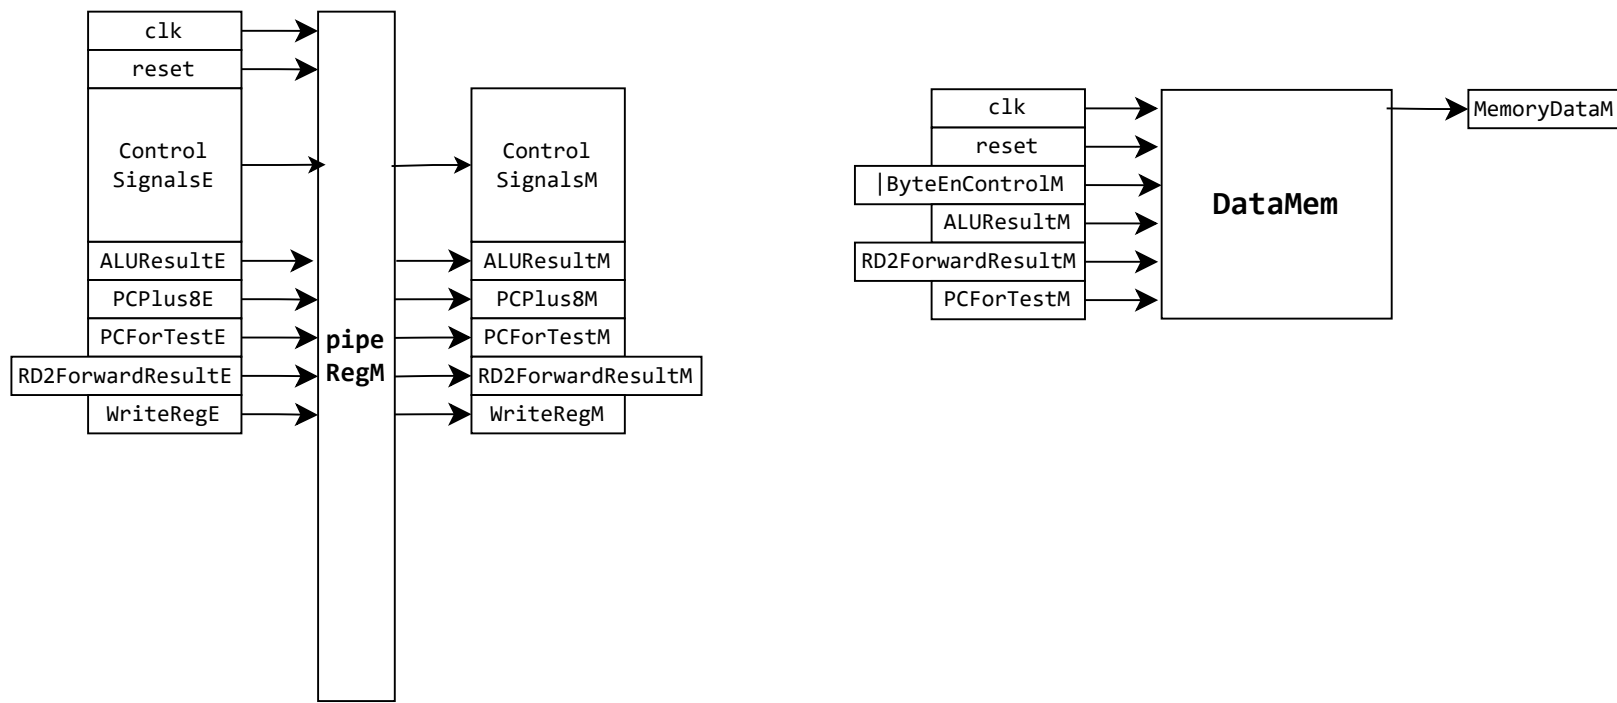 clk
reset
Control
SignalsE
ALUResultE
PCPlus8E
PCForTestE
RD2ForwardResultE
WriteRegE
pipe
RegM
Control
SignalsM
ALUResultM
PCPlus8M
PCForTestM
RD2ForwardResultM
WriteRegM
clk
reset
|ByteEnControlM
ALUResultM
RD2ForwardResultM
PCForTestM
DataMem
MemoryDataM